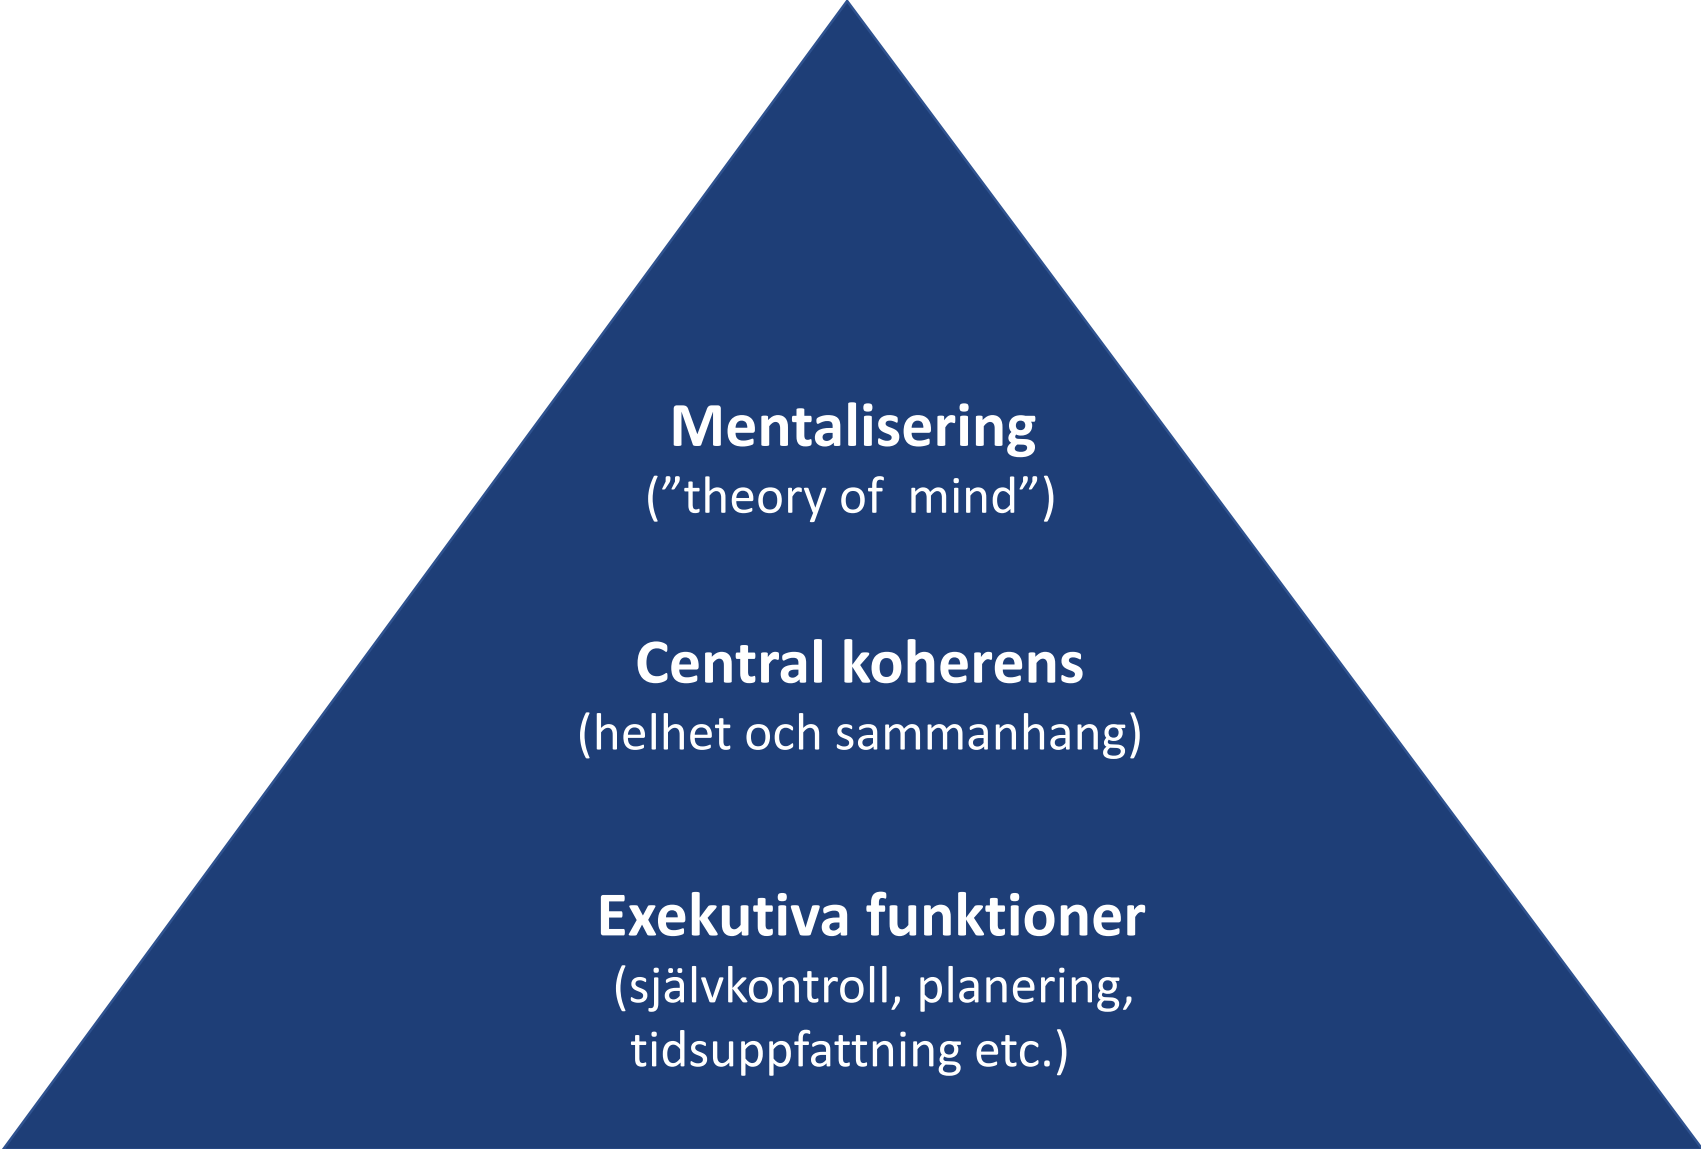 Mentalisering
(”theory of  mind”)
Central koherens
(helhet och sammanhang)
Exekutiva funktioner
(självkontroll, planering,
tidsuppfattning etc.)